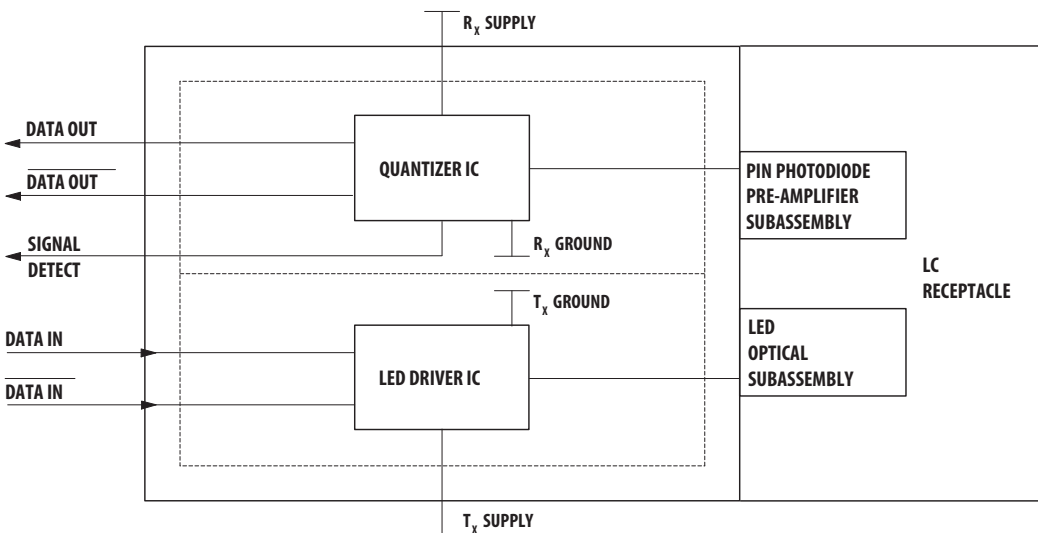 Rx SUPPLY
DATA OUT
QUANTIZER IC
DATA OUT
PIN PHOTODIODE
PRE-AMPLIFIER
SUBASSEMBLY
SIGNAL
DETECT
Rx GROUND
LC
RECEPTACLE
Tx GROUND
DATA IN
DATA IN
LED DRIVER IC
LED
OPTICAL
SUBASSEMBLY
Tx SUPPLY